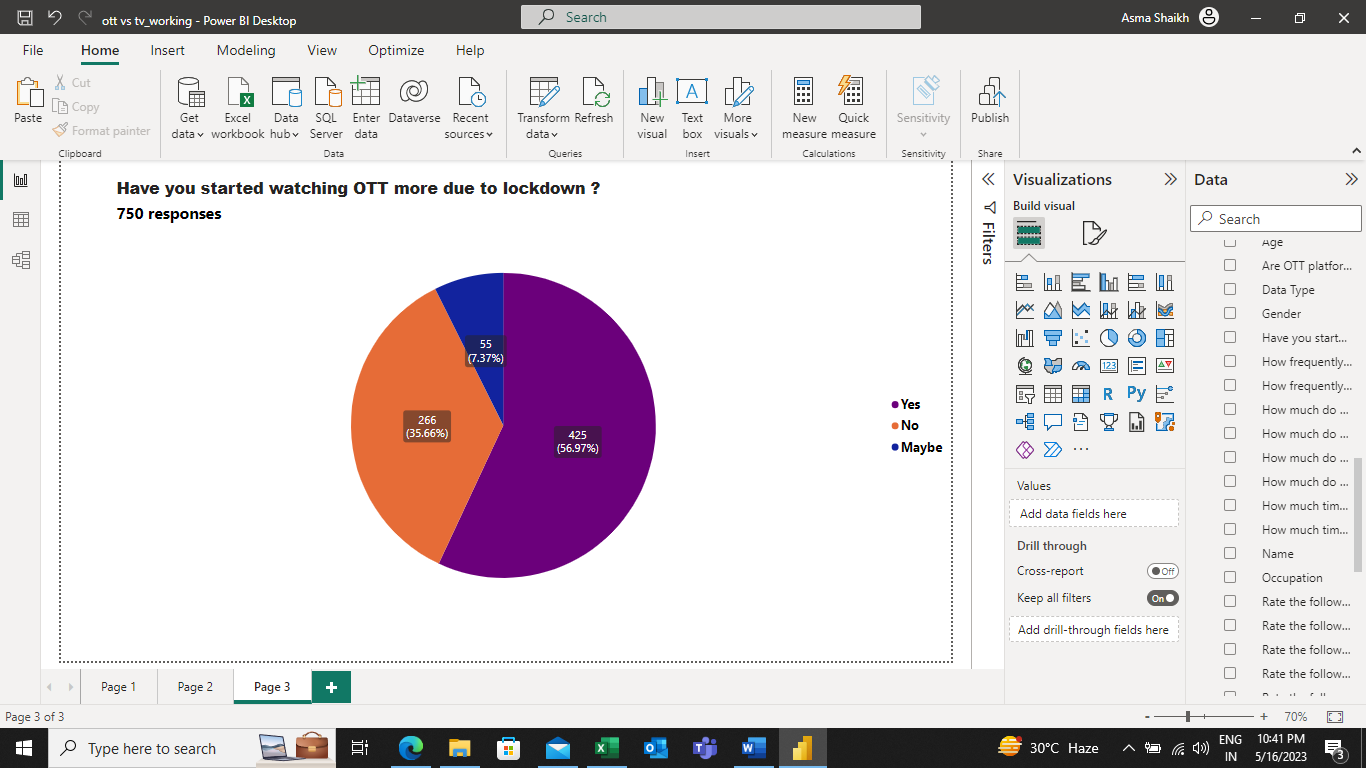 ott vs tv_working - Power BI Desktop
Search
Asma Shaikh
File Home Insert Modeling View Optimize Help
Paste
Cut
Copy
Format painter
Clipboard
Get data
Excel workbook
Data hub
SQL Server
Enter data
Dataverse
Recent sources
Data
Transform data
Refresh
Queries
New visual
Text box
More visuals
Insert
New measure
Quick measure
Calculations
Sensitivity
Sensitivity
Publish
Share
Have you started watching OTT more due to lockdown ?
750 responses
55
(7.37%)
266
(35.66%)
425
(56.97%)
Yes
No
Maybe
Filters
Visualizations
Build visual
R Py
123
Values
Add data fields here
Drill through
Cross-report Off
Keep all filters On
Add drill-through fields here
Data
Search
Age
Are OTT platfor...
Data Type
Gender
Have you start...
How frequently...
How frequently...
How much do ...
How much do ...
How much do ...
How much do ...
How much tim...
How much tim...
Name
Occupation
Rate the follow...
Rate the follow...
Rate the follow...
Rate the follow...
Page 1 Page 2 Page 3
Page 3 of 3
- + 70%
Type here to search
30°C Haze
ENG
IN
10:41 PM
5/16/2023
3